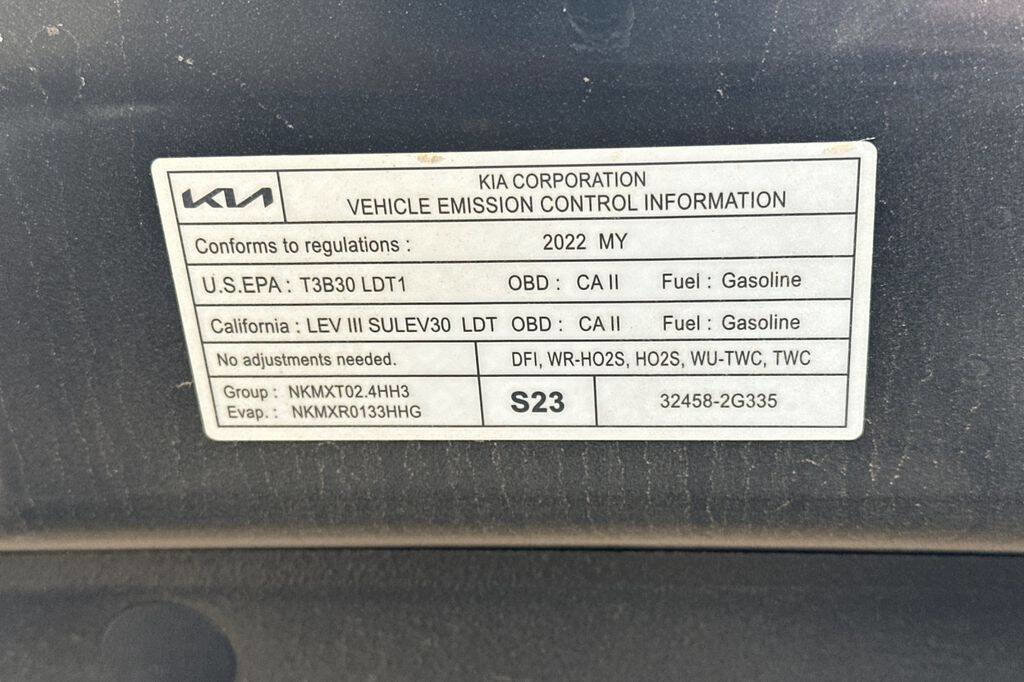 KIA
KIA CORPORATION
VEHICLE EMISSION CONTROL INFORMATION
Conforms to regulations : 2022 MY
U.S.EPA : T3B30 LDT1 OBD : CA II Fuel : Gasoline
California : LEV III SULEV30 LDT OBD : CA II Fuel : Gasoline
No adjustments needed. DFI, WR-HO2S, HO2S, WU-TWC, TWC
Group : NKMXT02.4HH3
Evap. : NKMXR0133HHG
S23
32458-2G335